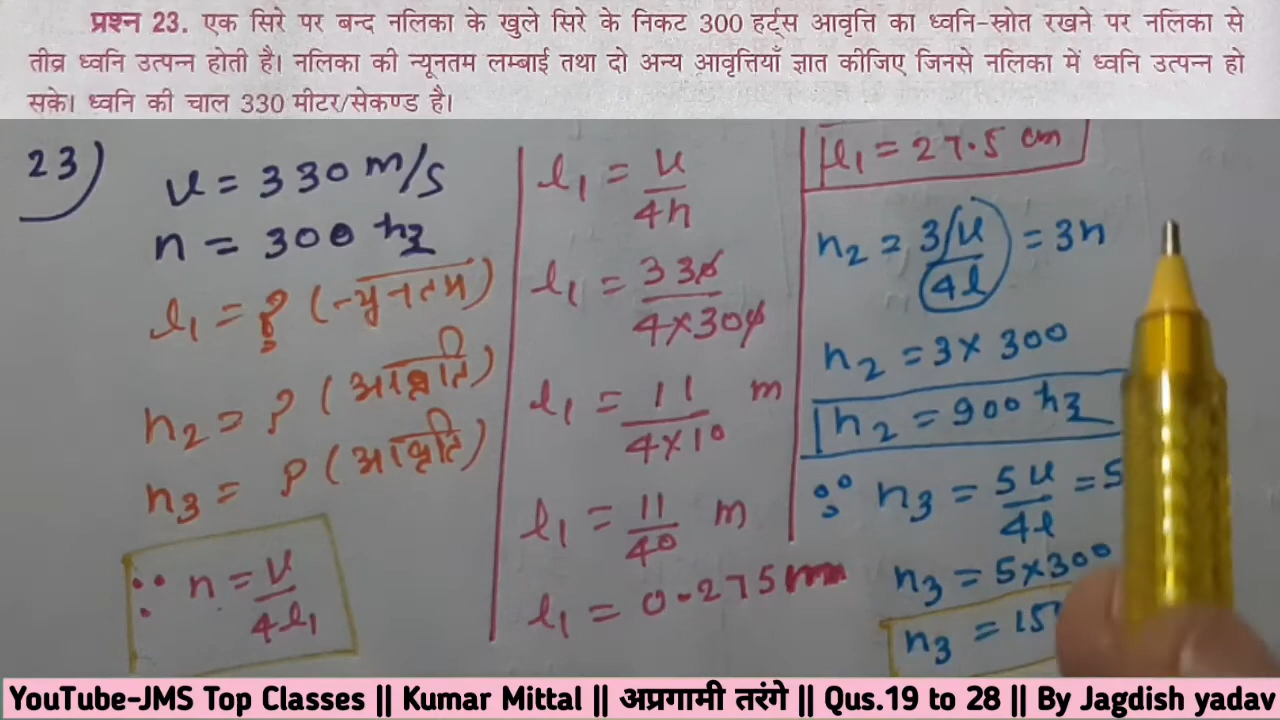 प्रश्न 23. एक सिरे पर बन्द नलिका के खुले सिरे के निकट 300 हर्ट्स आवृत्ति का ध्वनि-स्रोत रखने पर नलिका से
तीव्र ध्वनि उत्पन्न होती है। नलिका की न्यूनतम लम्बाई तथा दो अन्य आवृत्तियाँ ज्ञात कीजिए जिनसे नलिका में ध्वनि उत्पन्न हो
सके। ध्वनि की चाल 330 मीटर/सेकण्ड है।
23)
u = 330 m/s
n = 300 hz
l₁ = ? (न्यूनतम)
n₂ = ? (आवृति)
n₃ = ? (आवृति)
∵ n = u/4l₁
l₁ = u/4n
l₁ = 330/4×300
l₁ = 11/4×10 m
l₁ = 11/40 m
l₁ = 0.275 m
l₁ = 27.5 cm
n₂ = 3u/4l = 3n
n₂ = 3× 300
n₂ = 900 hz
∵ n₃ = 5u/4l = 5
n₃ = 5×300
n₃ = 15
YouTube-JMS Top Classes || Kumar Mittal || अप्रगामी तरंगे || Qus.19 to 28 || By Jagdish yadav